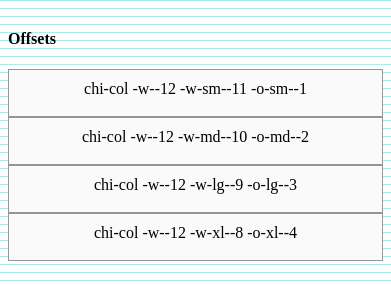 Offsets
chi-col -w--12 -w-sm--11 -o-sm--1
chi-col -w--12 -w-md--10 -o-md--2
chi-col -w--12 -w-lg--9 -o-lg--3
chi-col -w--12 -w-xl--8 -o-xl--4